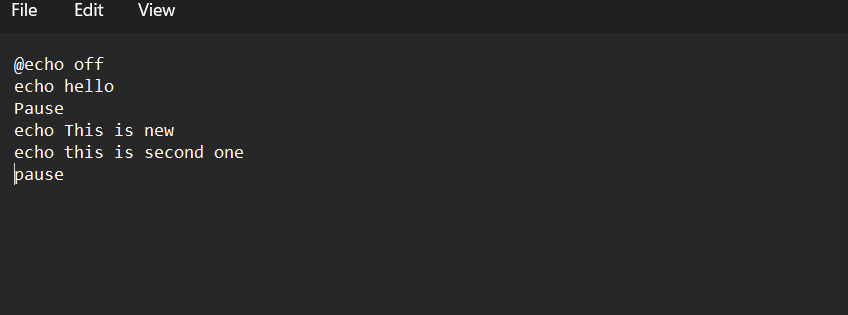 File Edit View
@echo off
echo hello
Pause
echo This is new
echo this is second one
pause